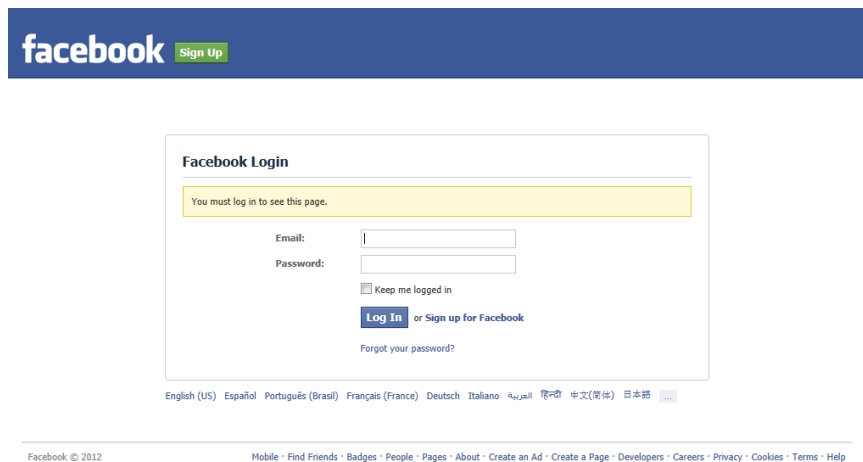 facebook Sign Up
Facebook Login
You must log in to see this page.
Email:
Password:
Keep me logged in
Log In or Sign up for Facebook
Forgot your password?
English (US) Español Português (Brasil) Français (France) Deutsch Italiano العربية हिन्दी 中文(简体) 日本語 ...
Facebook © 2012 Mobile · Find Friends · Badges · People · Pages · About · Create an Ad · Create a Page · Developers · Careers · Privacy · Cookies · Terms · Help